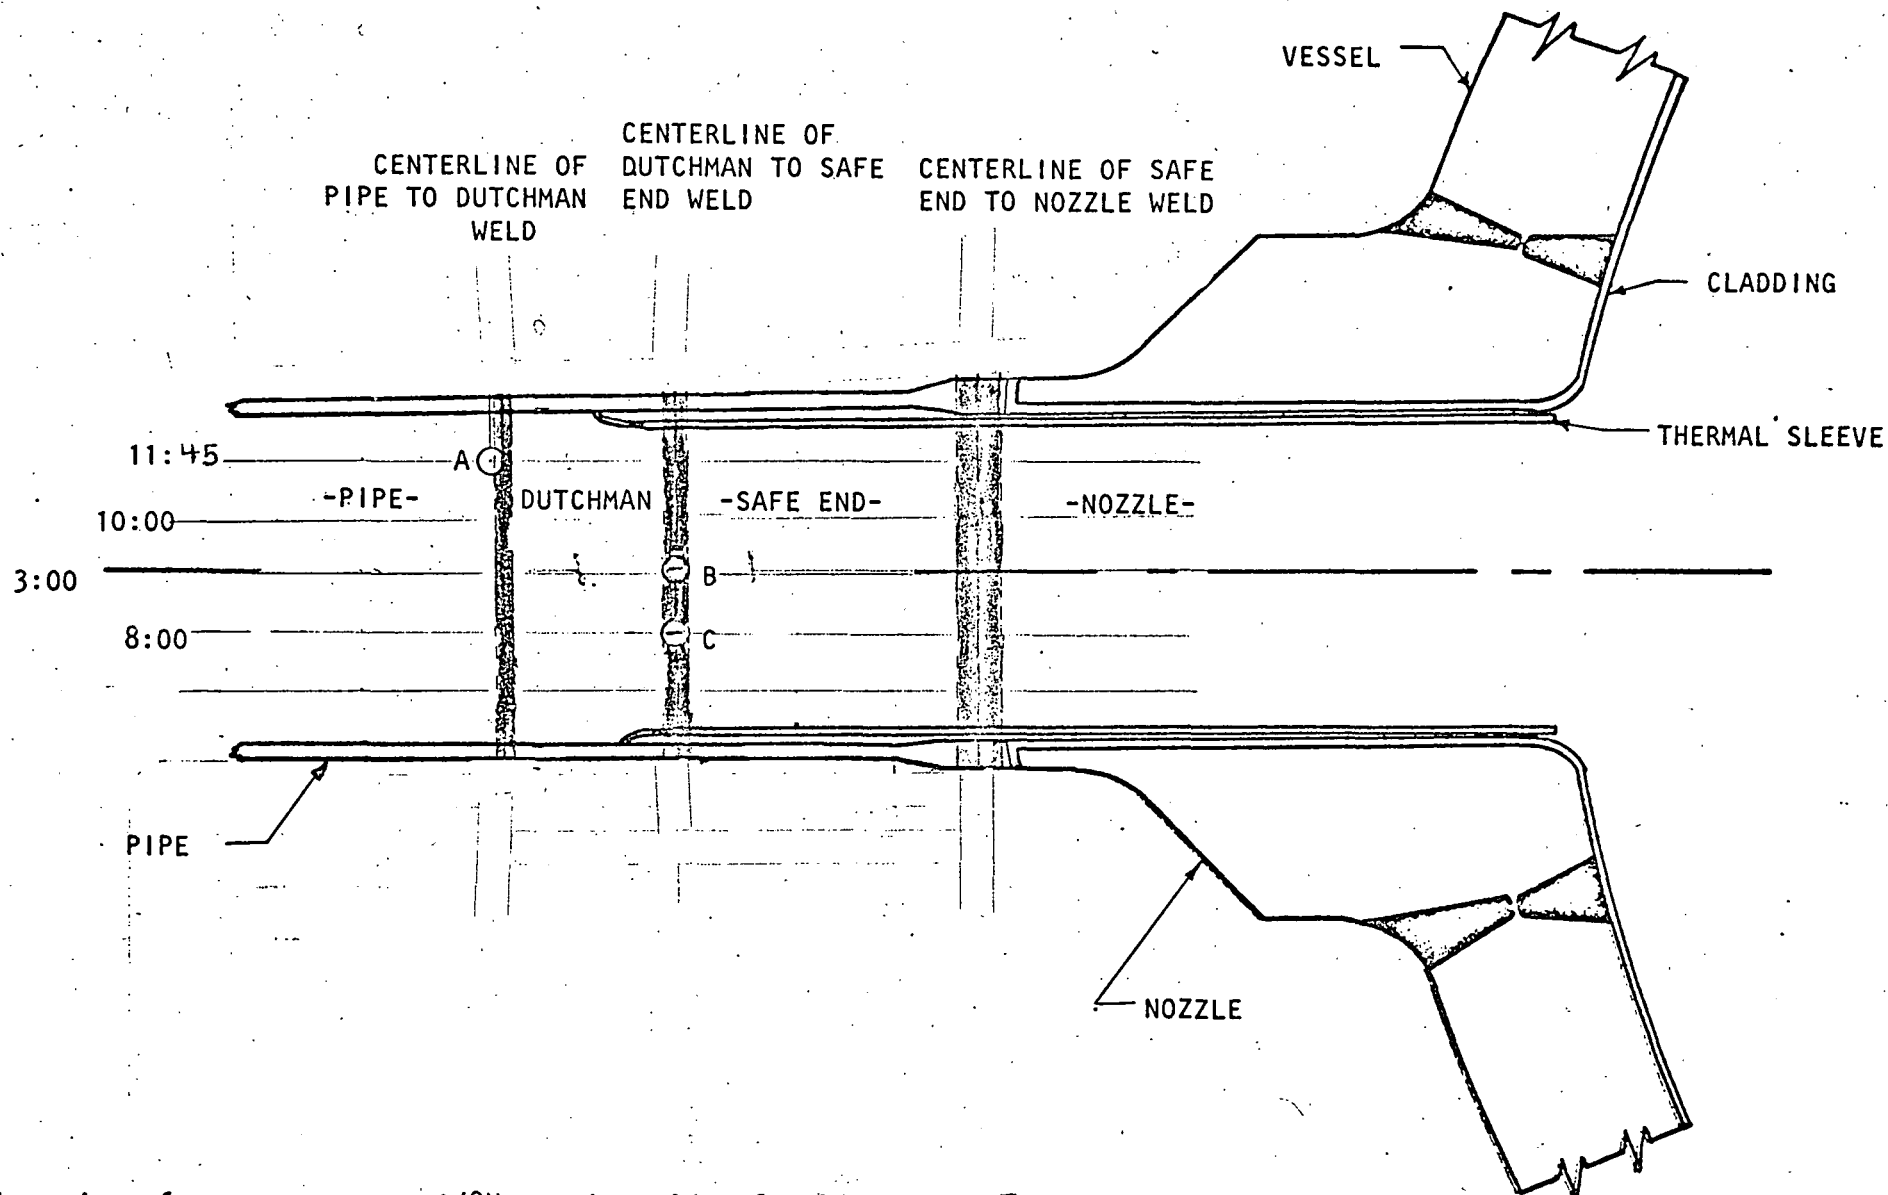 VESSEL
CENTERLINE OF
PIPE TO DUTCHMAN
WELD
CENTERLINE OF
DUTCHMAN TO SAFE
END WELD
CENTERLINE OF SAFE
END TO NOZZLE WELD
CLADDING
THERMAL SLEEVE
11:45
A
-PIPE-
DUTCHMAN
-SAFE END-
-NOZZLE-
10:00
3:00
B
8:00
C
PIPE
NOZZLE